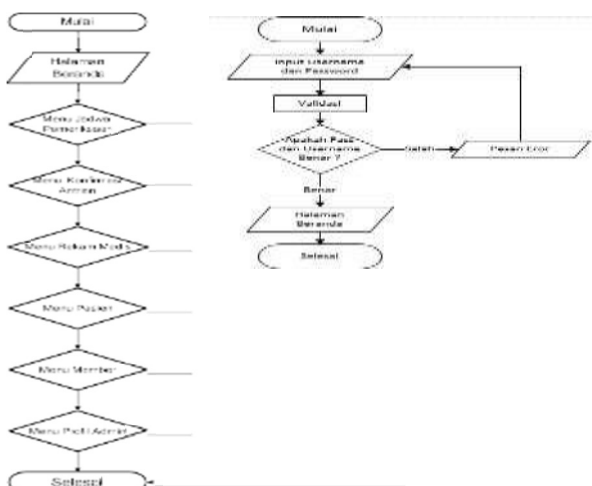 Mulai
Halaman
Beranda
Menu Jadwa
Pemeriksaan
Menu Konfirmasi
Antrian
Menu Rekam Medis
Menu Pasien
Menu Member
Menu Profil Admin
Selesai
Mulai
Input Username
dan Password
Validasi
Apakah Pass
dan Username
Benar ?
Salah
Pesan Eror
Benar
Halaman
Beranda
Selesai